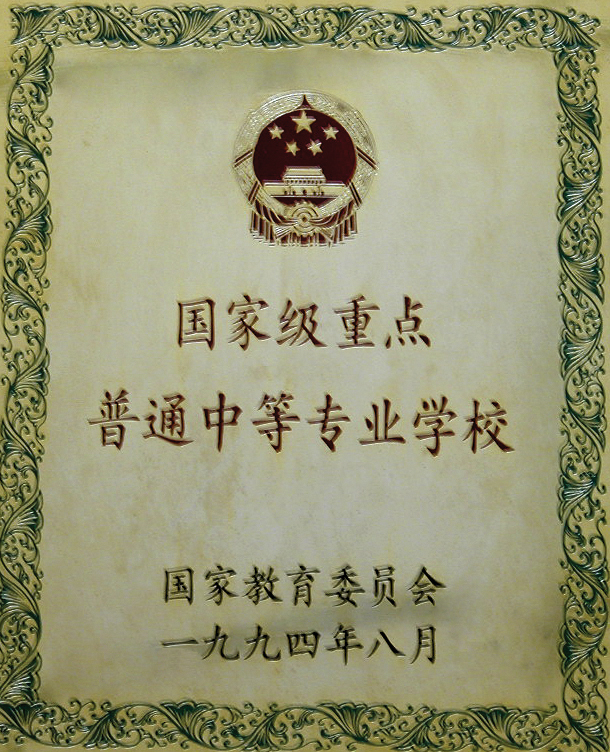 国家级重点
普通中等专业学校
国家教育委员会
一九九四年八月